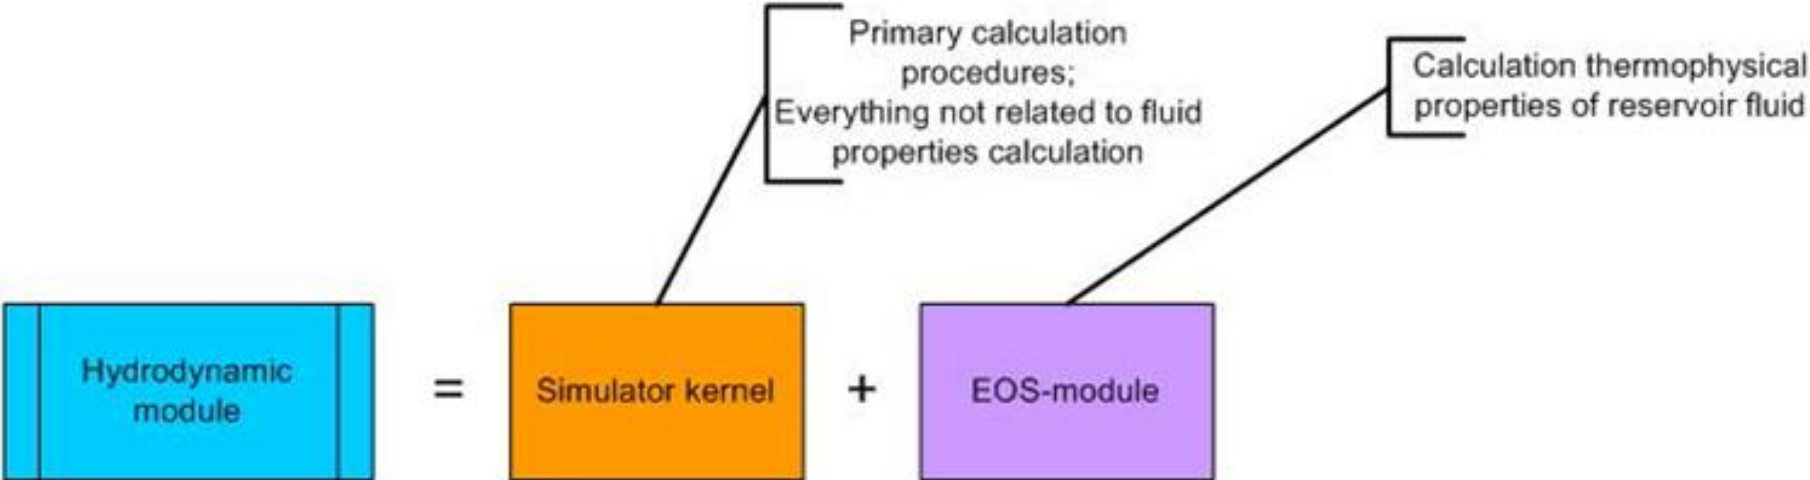 Primary calculation
procedures;
Everything not related to fluid
properties calculation
Calculation thermophysical
properties of reservoir fluid
Hydrodynamic
module
=
Simulator kernel
+
EOS-module